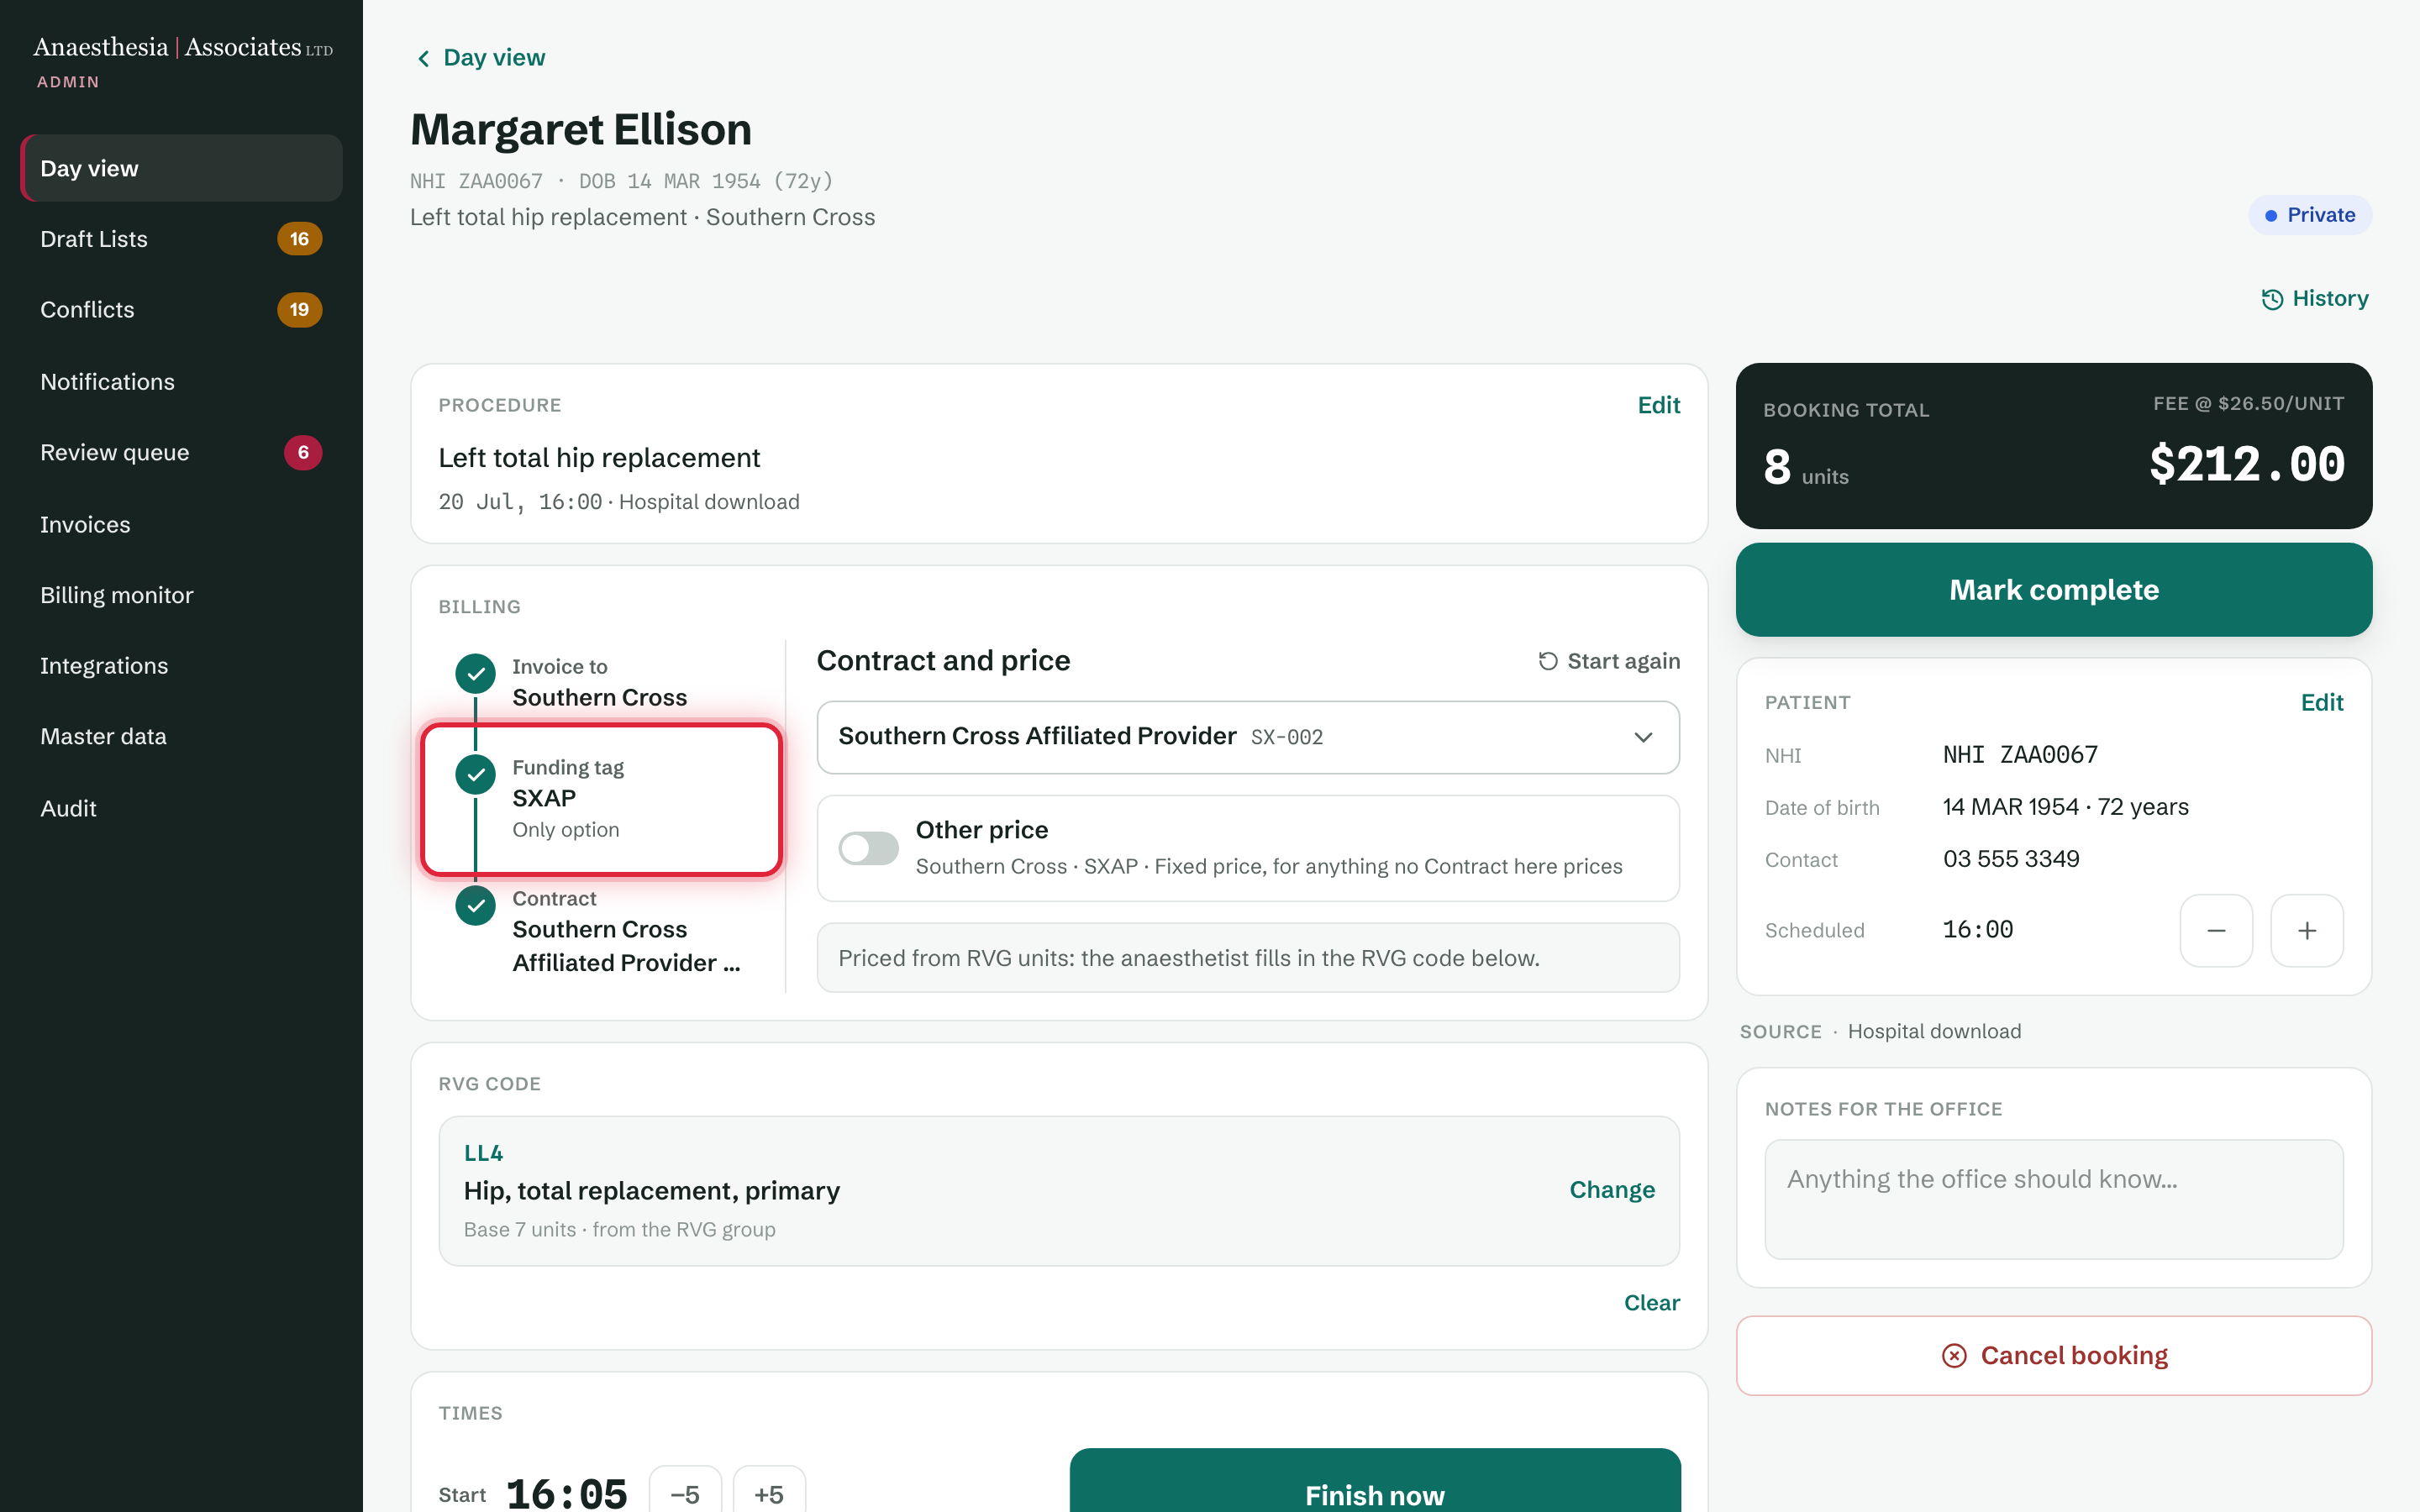 Anaesthesia | Associates LTD
ADMIN
Day view
Draft Lists 16
Conflicts 19
Notifications
Review queue 6
Invoices
Billing monitor
Integrations
Master data
Audit
Day view
Margaret Ellison
NHI ZAA0067 · DOB 14 MAR 1954 (72y)
Left total hip replacement · Southern Cross
Private
History
PROCEDURE
Edit
Left total hip replacement
20 Jul, 16:00 · Hospital download
BILLING
Invoice to
Southern Cross
Funding tag
SXAP
Only option
Contract
Southern Cross
Affiliated Provider ...
Contract and price
Start again
Southern Cross Affiliated Provider SX-002
Other price
Southern Cross · SXAP · Fixed price, for anything no Contract here prices
Priced from RVG units: the anaesthetist fills in the RVG code below.
RVG CODE
LL4
Hip, total replacement, primary
Change
Base 7 units · from the RVG group
Clear
TIMES
Start 16:05 −5 +5
Finish now
BOOKING TOTAL
FEE @ $26.50/UNIT
8 units
$212.00
Mark complete
PATIENT
Edit
NHI NHI ZAA0067
Date of birth 14 MAR 1954 · 72 years
Contact 03 555 3349
Scheduled 16:00 − +
SOURCE · Hospital download
NOTES FOR THE OFFICE
Anything the office should know...
Cancel booking